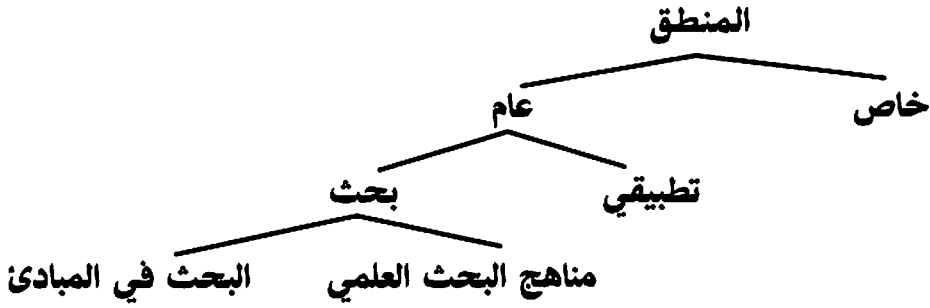 المنطق
خاص
عام
تطبيقي
بحث
مناهج البحث العلمي
البحث في المبادئ